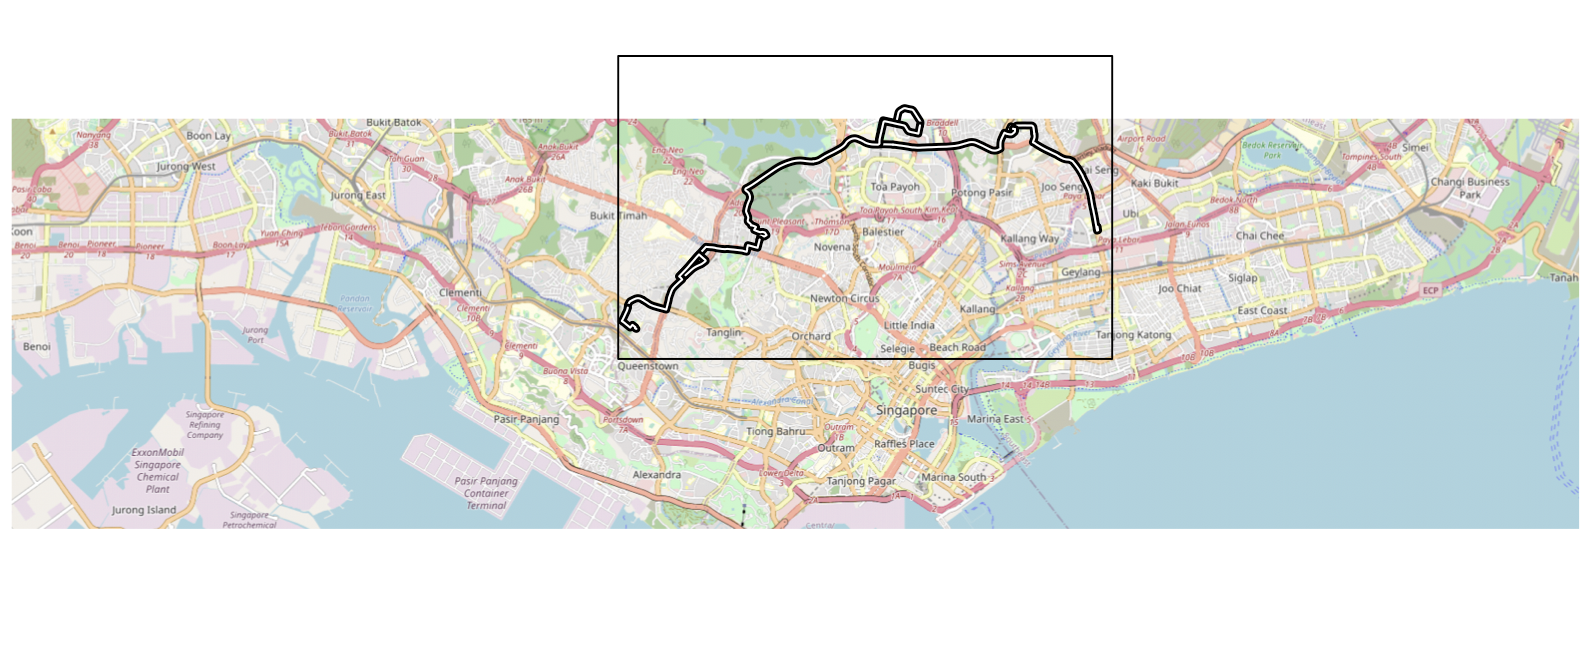 Bukit Batok
Boon Lay
Nanyang
38
Bukit Batok
31
Jurong West
Toh Guan
30
Anak Bukit
26A
Anak Bukit
26B
Jurong East
Yuan Ching
15A
Teban Gardens
Boon Lay
17
Benoi
20
Benoi
20
Pioneer
18
Pioneer
18
Clementi
Clementi
10B
Pandan
Reservoir
Jurong
Port
Benoi
Singapore
Refining
Company
ExxonMobil
Singapore
Chemical
Plant
Jurong Island
Singapore
Petrochemical
Clementi
9
Buona Vista
8
Pasir Panjang
Pasir Panjang
Container
Terminal
Portsdown
7A
Queenstown
Alexandra
Bukit Timah
Eng Neo
22
Eng Neo
22
Braddell
10
Toa Payoh
Potong Pasir
Joo Seng
Toa Payoh South
Kim Keat
16
Thomson
17D
Balestier
Novena
Moulmein
Kallang Way
Newton Circus
Kallang
Little India
Tanglin
Orchard
Selegie
Beach Road
Bugis
Suntec City
Singapore
Marina East
Tiong Bahru
Outram
1B
Outram
Raffles Place
Lower Delta
3
Tanjong Pagar
Marina South
Central
Alexandra Canal
Airport Road
6
Kaki Bukit
Ubi
Paya Lebar
Geylang
Sims Avenue
Kallang
2B
Jalan Eunos
9
Bedok North
Chai Chee
Bedok Reservoir
Park
Tampines South
4B
Simei
Changi Business
Park
Siglap
Joo Chiat
East Coast
ECP
Tanjong Katong
8A
7B
10B
10B
14
14B
11
15